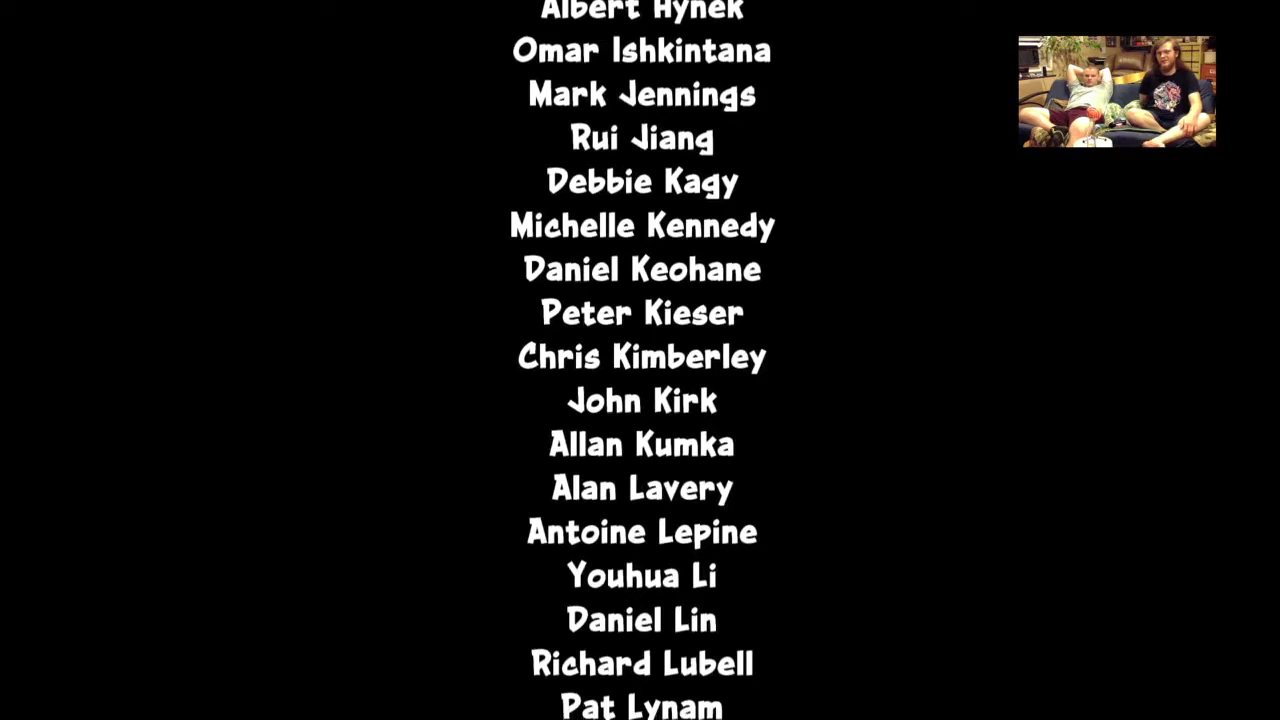 Albert Hynek
Omar Ishkintana
Mark Jennings
Rui Jiang
Debbie Kagy
Michelle Kennedy
Daniel Keohane
Peter Kieser
Chris Kimberley
John Kirk
Allan Kumka
Alan Lavery
Antoine Lepine
Youhua Li
Daniel Lin
Richard Lubell
Pat Lynam